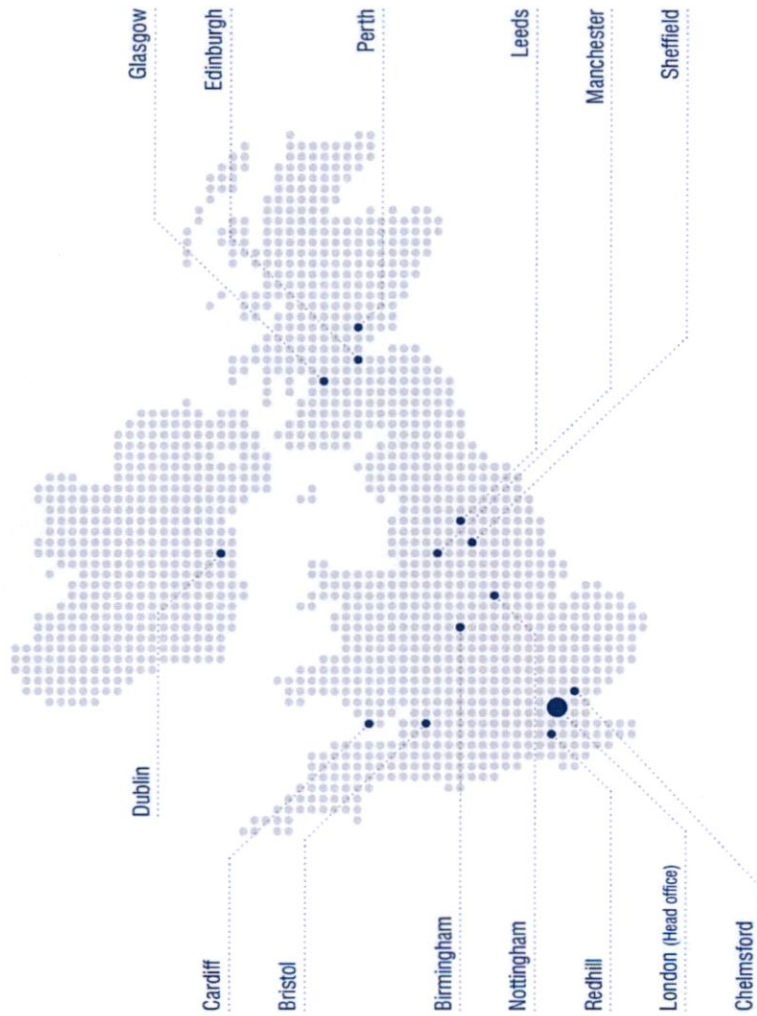 Glasgow
Edinburgh
Perth
Leeds
Manchester
Sheffield
Dublin
Cardiff
Bristol
Birmingham
Nottingham
Redhill
London (Head office)
Chelmsford